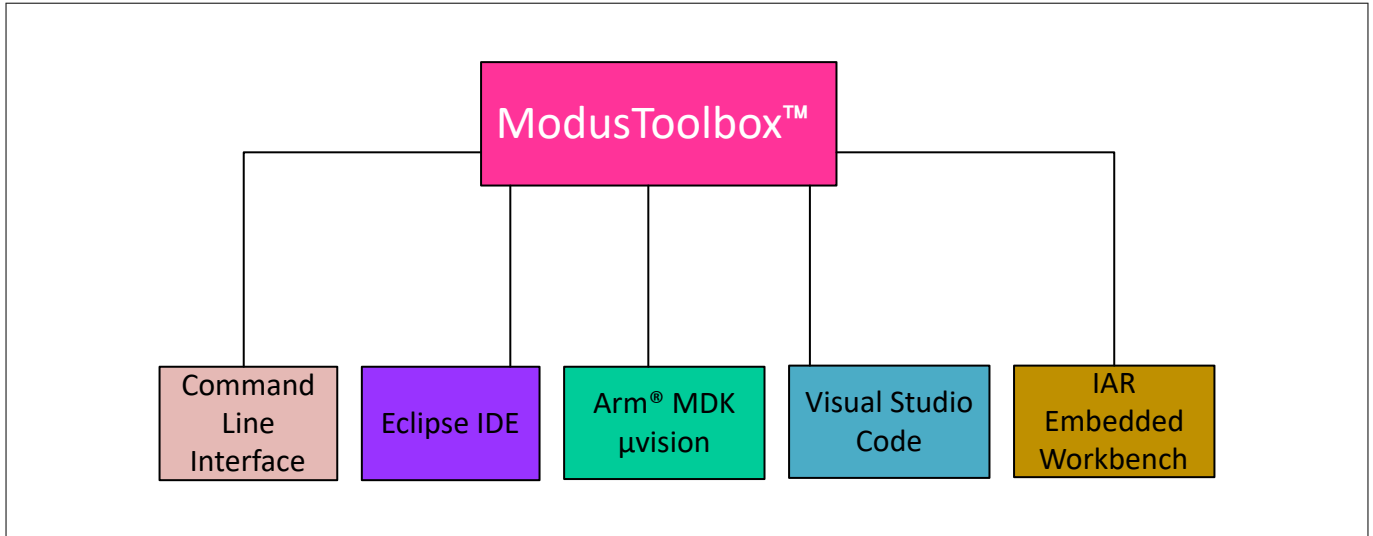 ModusToolbox™
Command
Line
Interface
Eclipse IDE
Arm® MDK
µvision
Visual Studio
Code
IAR
Embedded
Workbench